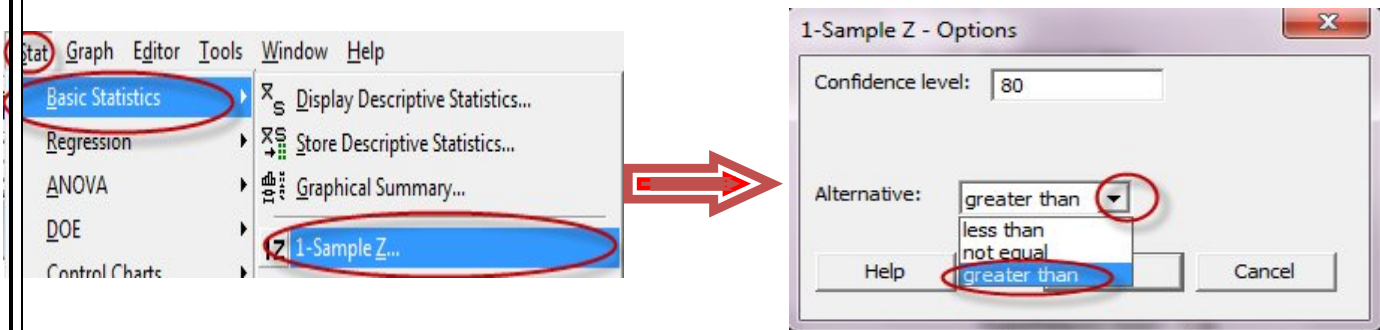 Stat Graph Editor Tools Window Help
Basic Statistics
Regression
ANOVA
DOE
Control Charts
Display Descriptive Statistics...
Store Descriptive Statistics...
Graphical Summary...
1-Sample Z...
1-Sample Z - Options
Confidence level: 80
Alternative: greater than
less than
not equal
greater than
Help Cancel